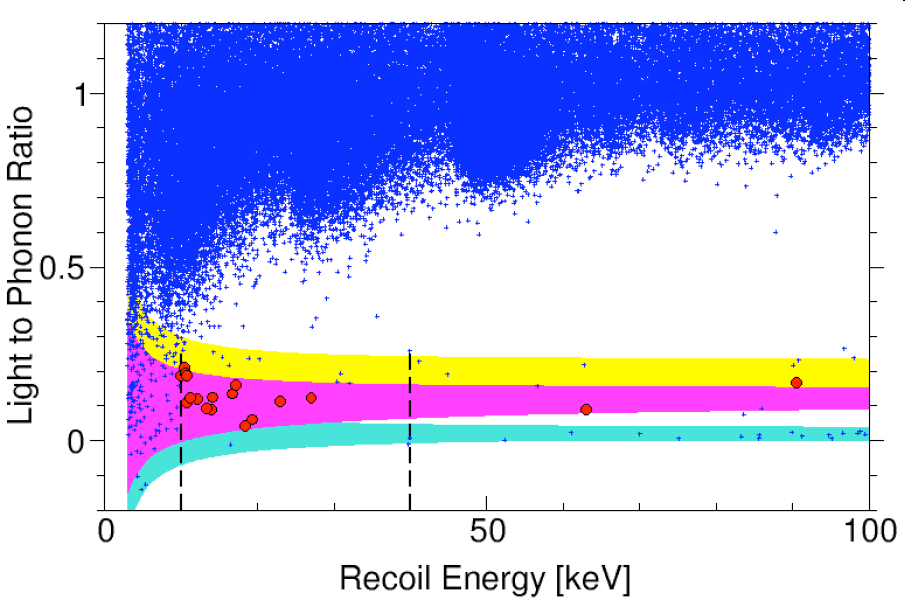 Light to Phonon Ratio
1
0.5
0
0 50 100
Recoil Energy [keV]